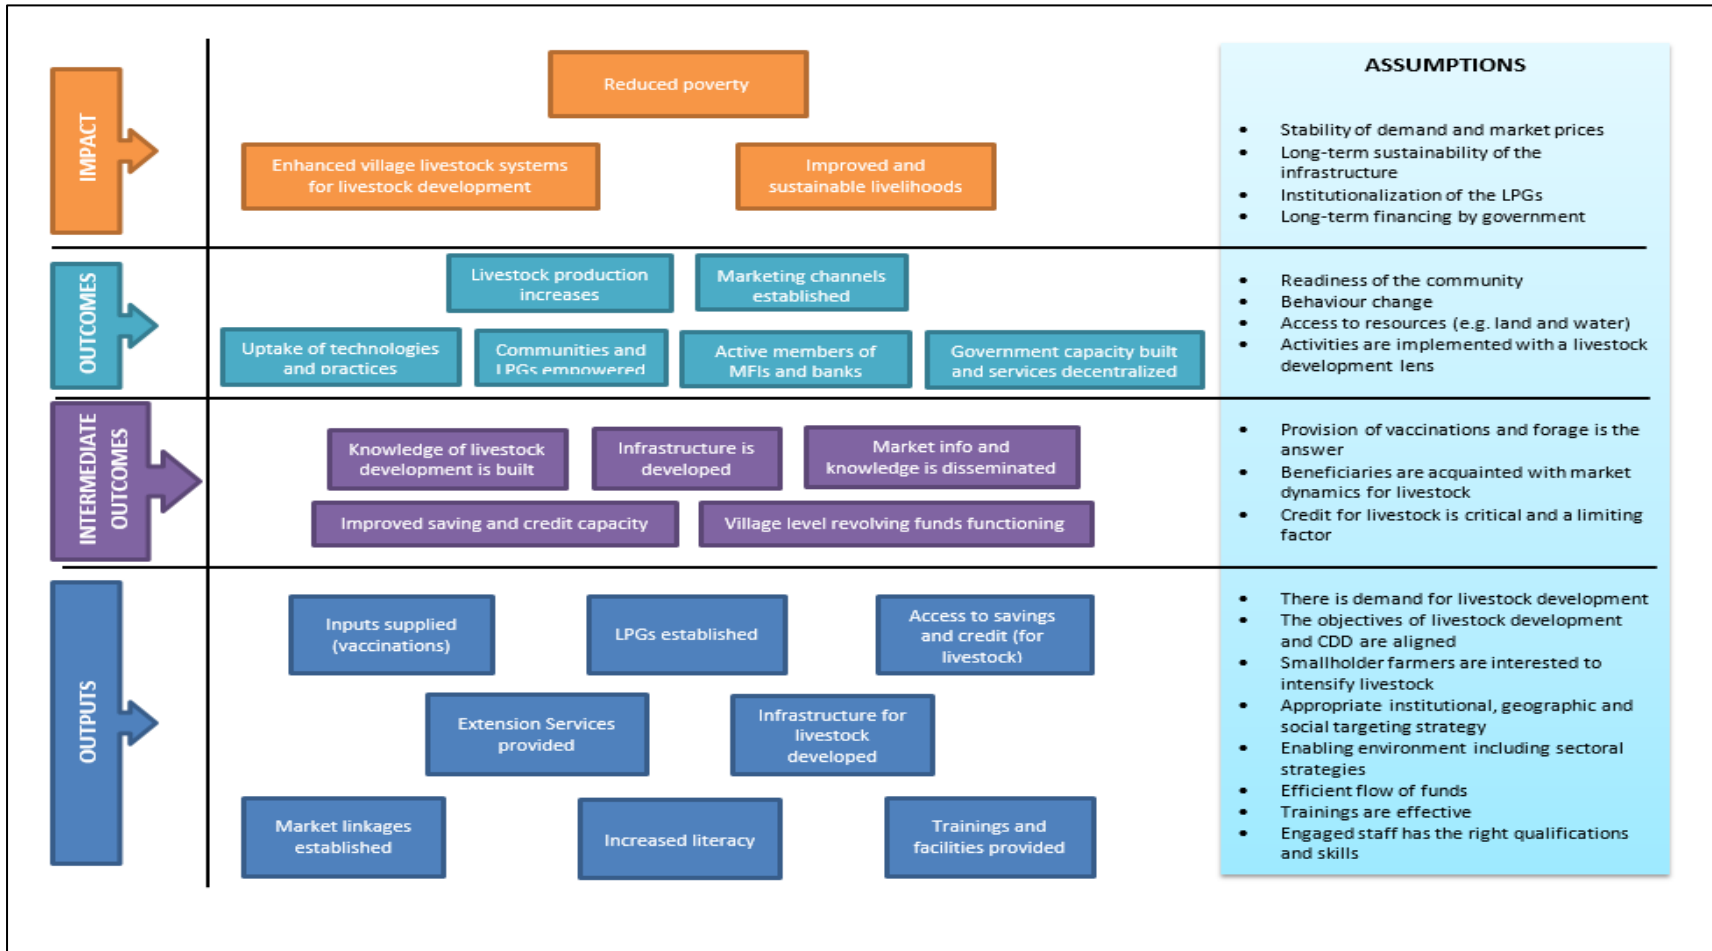 IMPACT
Reduced poverty
Enhanced village livestock systems
for livestock development
Improved and
sustainable livelihoods
OUTCOMES
Livestock production
increases
Marketing channels
established
Uptake of technologies
and practices
Communities and
LPGs empowered
Active members of
MFIs and banks
Government capacity built
and services decentralized
INTERMEDIATE
OUTCOMES
Knowledge of livestock
development is built
Infrastructure is
developed
Market info and
knowledge is disseminated
Improved saving and credit capacity
Village level revolving funds functioning
OUTPUTS
Inputs supplied
(vaccinations)
LPGs established
Access to savings
and credit (for
livestock)
Extension Services
provided
Infrastructure for
livestock
developed
Market linkages
established
Increased literacy
Trainings and
facilities provided
ASSUMPTIONS
• Stability of demand and market prices
• Long-term sustainability of the
infrastructure
• Institutionalization of the LPGs
• Long-term financing by government
• Readiness of the community
• Behaviour change
• Access to resources (e.g. land and water)
• Activities are implemented with a livestock
development lens
• Provision of vaccinations and forage is the
answer
• Beneficiaries are acquainted with market
dynamics for livestock
• Credit for livestock is critical and a limiting
factor
• There is demand for livestock development
• The objectives of livestock development
and CDD are aligned
• Smallholder farmers are interested to
intensify livestock
• Appropriate institutional, geographic and
social targeting strategy
• Enabling environment including sectoral
strategies
• Efficient flow of funds
• Trainings are effective
• Engaged staff has the right qualifications
and skills